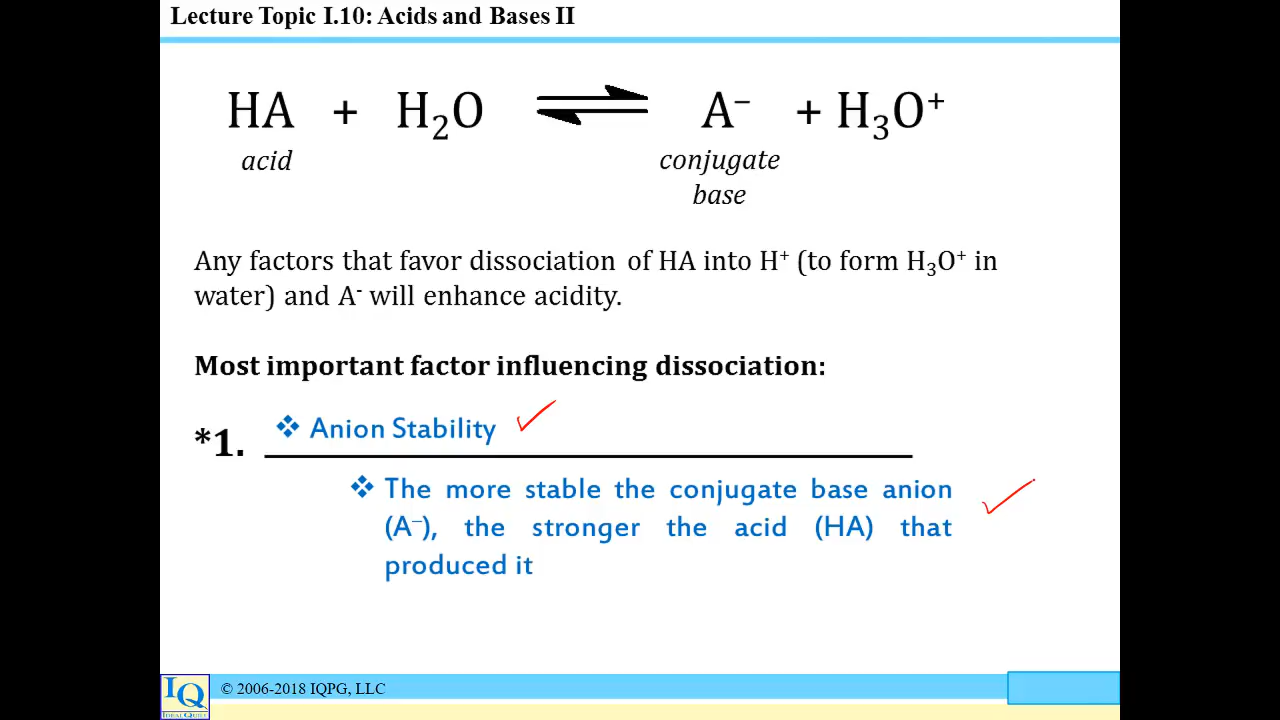 Lecture Topic I.10: Acids and Bases II
HA + H₂O ⇌ A⁻ + H₃O⁺
acid conjugate
base
Any factors that favor dissociation of HA into H⁺ (to form H₃O⁺ in
water) and A⁻ will enhance acidity.
Most important factor influencing dissociation:
*1. ❖ Anion Stability ✓
❖ The more stable the conjugate base anion ✓
(A⁻), the stronger the acid (HA) that
produced it
IQ
© 2006-2018 IQPG, LLC